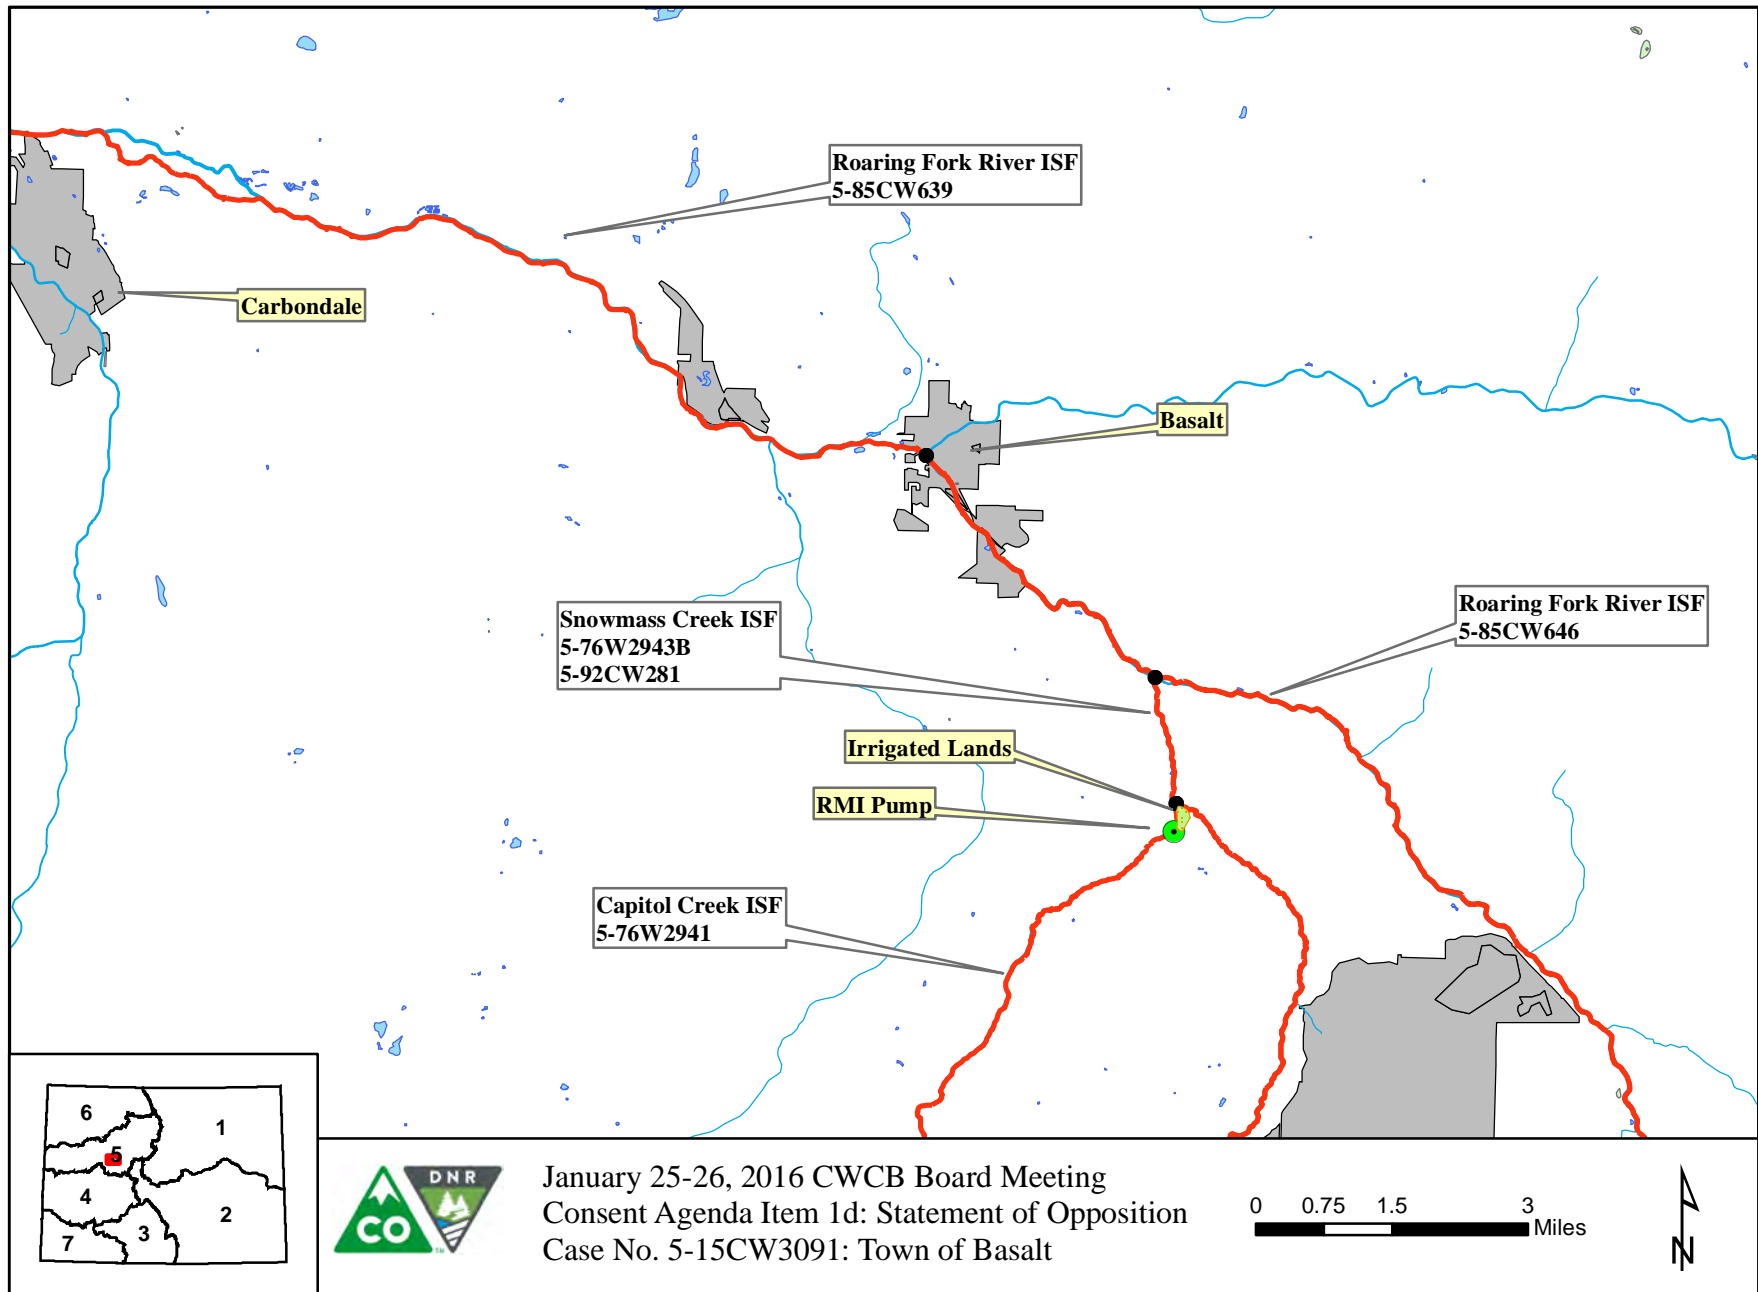 Roaring Fork River ISF
5-85CW639
Carbondale
Basalt
Snowmass Creek ISF
5-76W2943B
5-92CW281
Roaring Fork River ISF
5-85CW646
Irrigated Lands
RMI Pump
Capitol Creek ISF
5-76W2941
6
1
5
4
2
3
7
CO
TM
DNR
January 25-26, 2016 CWCB Board Meeting
Consent Agenda Item 1d: Statement of Opposition
Case No. 5-15CW3091: Town of Basalt
0 0.75 1.5 3
Miles
N